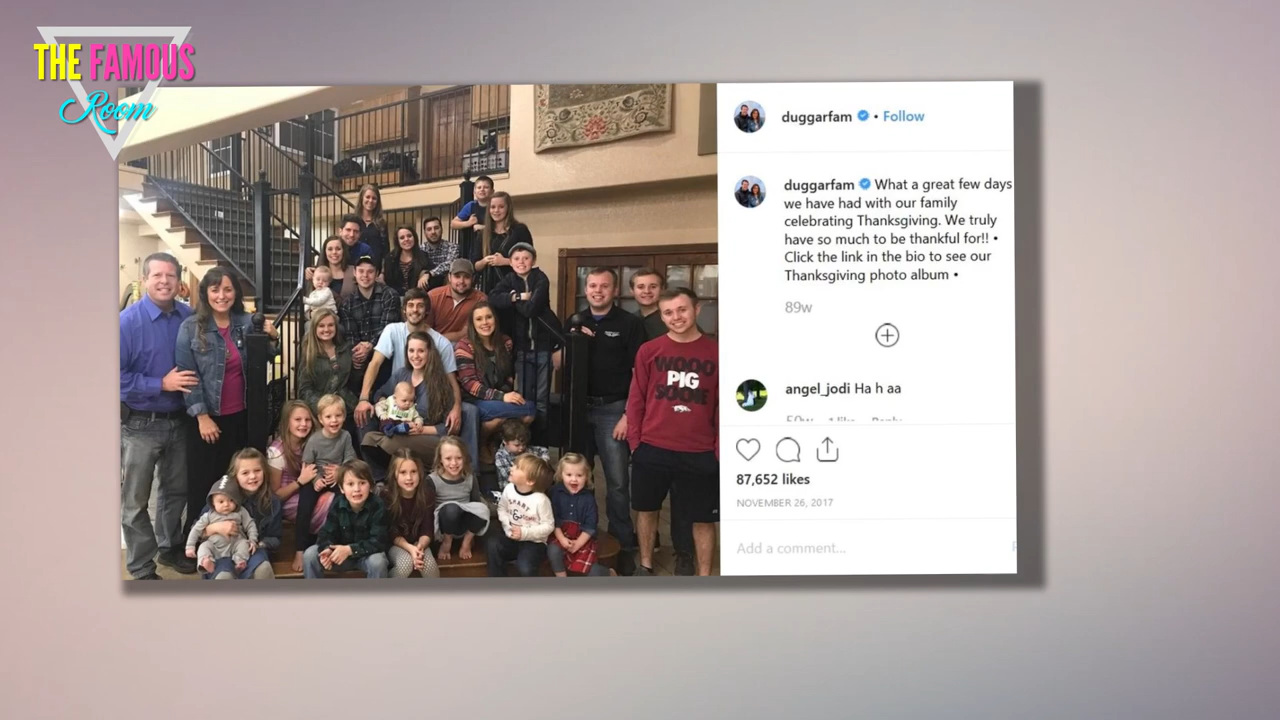 THE FAMOUS
Room
duggarfam • Follow
duggarfam What a great few days
we have had with our family
celebrating Thanksgiving. We truly
have so much to be thankful for!! •
Click the link in the bio to see our
Thanksgiving photo album •
89w
angel_jodi Ha h aa
WOOO
PIG
SOOIE
87,652 likes
NOVEMBER 26, 2017
Add a comment...